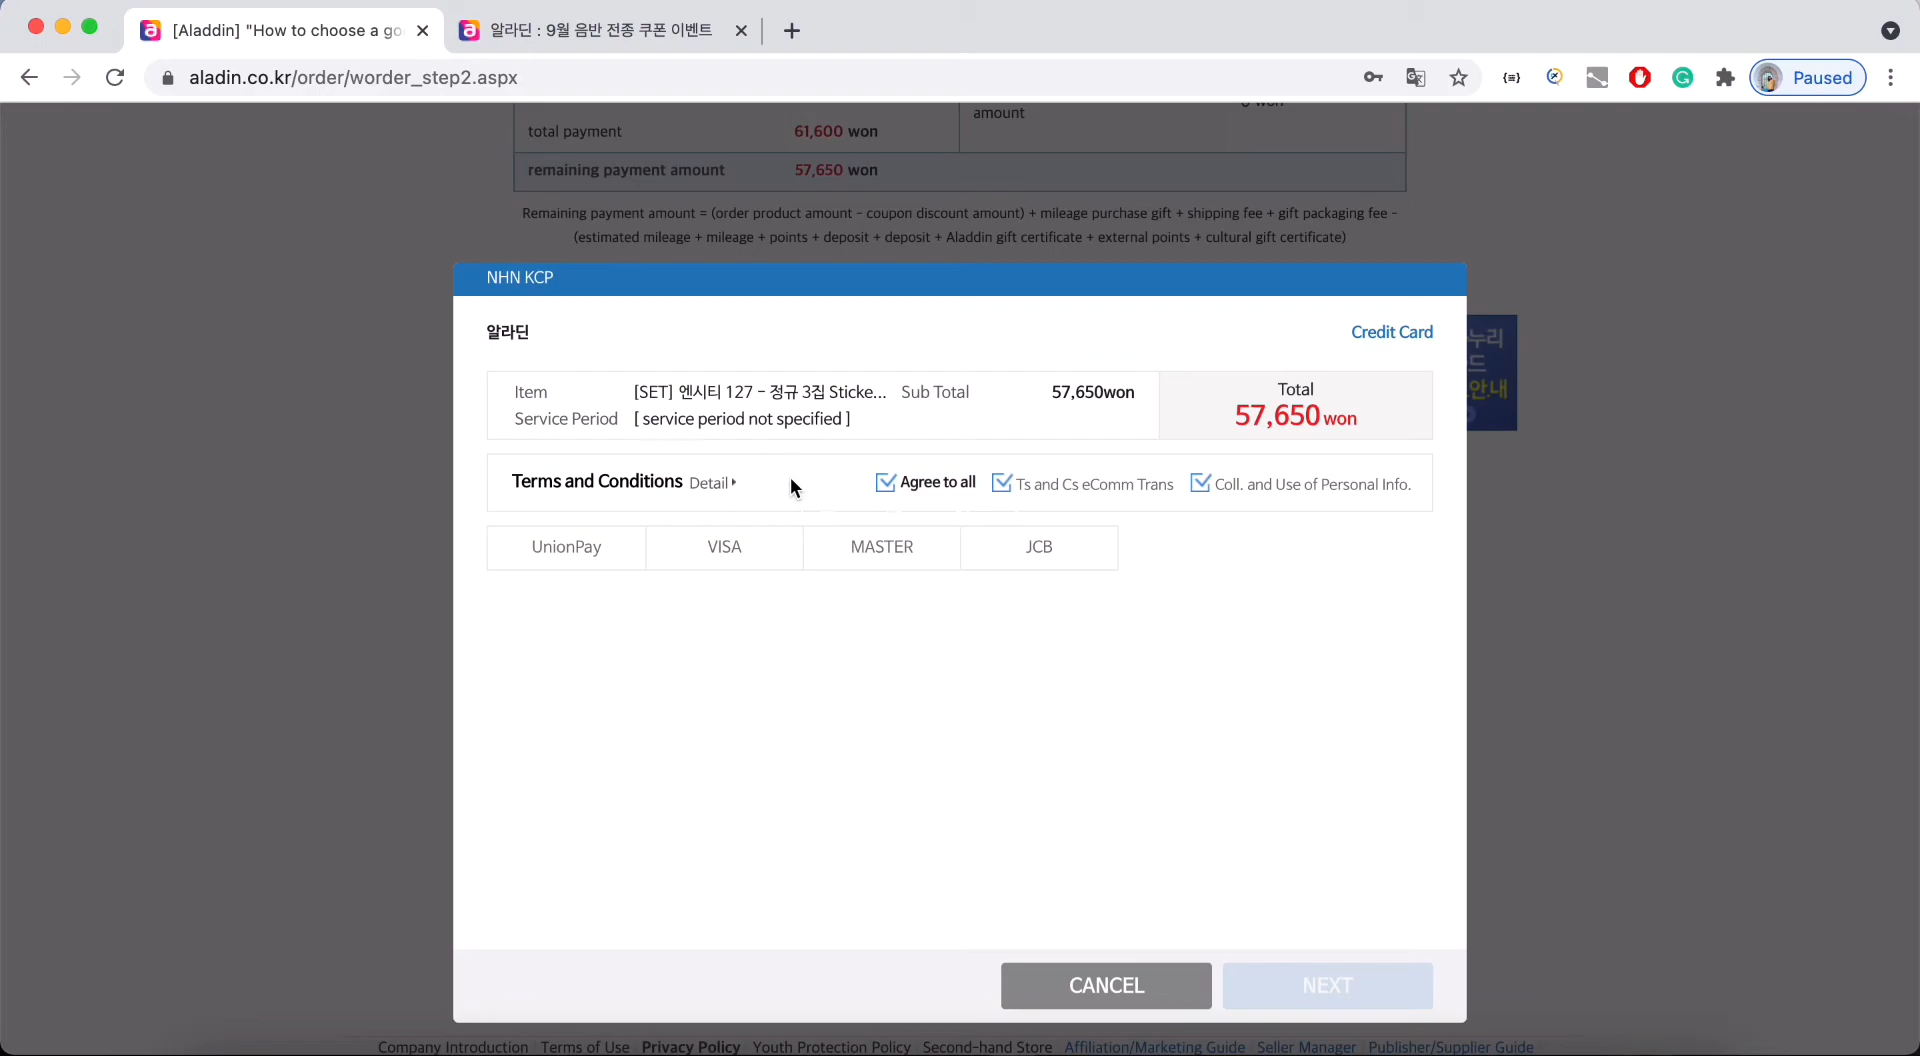 [Aladdin] "How to choose a go
알라딘 : 9월 음반 전종 쿠폰 이벤트
aladin.co.kr/order/worder_step2.aspx
Paused
amount
total payment 61,600 won
remaining payment amount 57,650 won
Remaining payment amount = (order product amount - coupon discount amount) + mileage purchase gift + shipping fee + gift packaging fee -
(estimated mileage + mileage + points + deposit + deposit + Aladdin gift certificate + external points + cultural gift certificate)
NHN KCP
알라딘 Credit Card
Item [SET] 엔시티 127 - 정규 3집 Sticke... Sub Total 57,650won
Service Period [ service period not specified ]
Total
57,650 won
Terms and Conditions Detail Agree to all Ts and Cs eComm Trans Coll. and Use of Personal Info.
UnionPay VISA MASTER JCB
누리
드
안내
CANCEL NEXT
Company Introduction Terms of Use Privacy Policy Youth Protection Policy Second-hand Store Affiliation/Marketing Guide Seller Manager Publisher/Supplier Guide